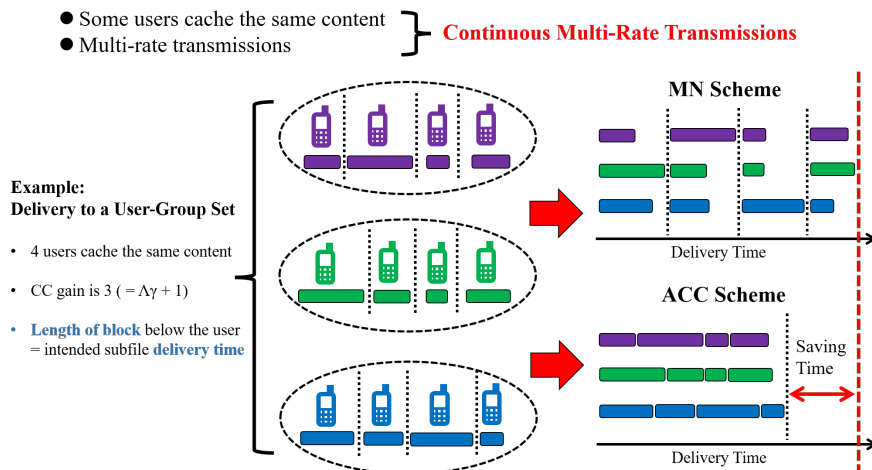 ● Some users cache the same content
● Multi-rate transmissions
Continuous Multi-Rate Transmissions
Example:
Delivery to a User-Group Set
• 4 users cache the same content
• CC gain is 3 ( = Λγ + 1)
• Length of block below the user
= intended subfile delivery time
MN Scheme
Delivery Time
ACC Scheme
Saving
Time
Delivery Time